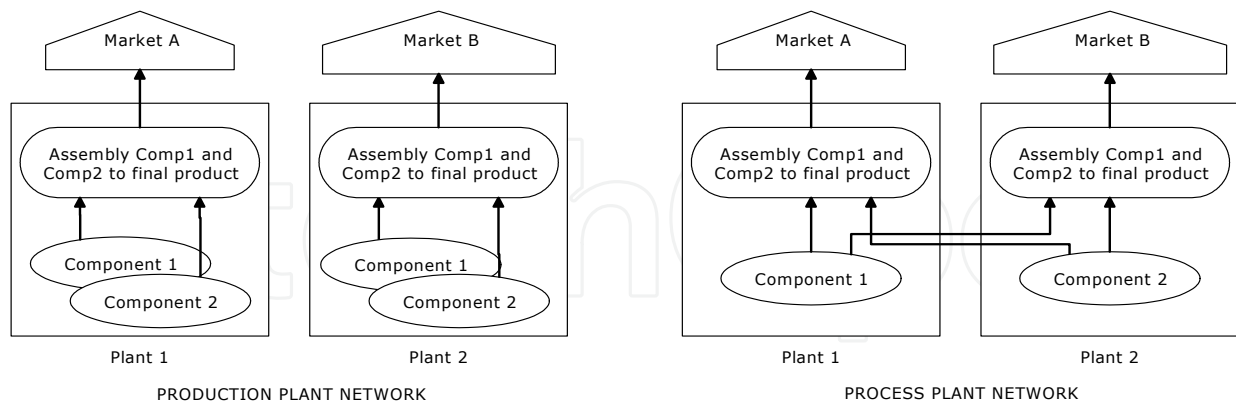 Market A
Market B
Market A
Market B
Assembly Comp1 and
Comp2 to final product
Assembly Comp1 and
Comp2 to final product
Assembly Comp1 and
Comp2 to final product
Assembly Comp1 and
Comp2 to final product
Component 1
Component 2
Component 1
Component 2
Component 1
Component 2
Plant 1
Plant 2
Plant 1
Plant 2
PRODUCTION PLANT NETWORK
PROCESS PLANT NETWORK